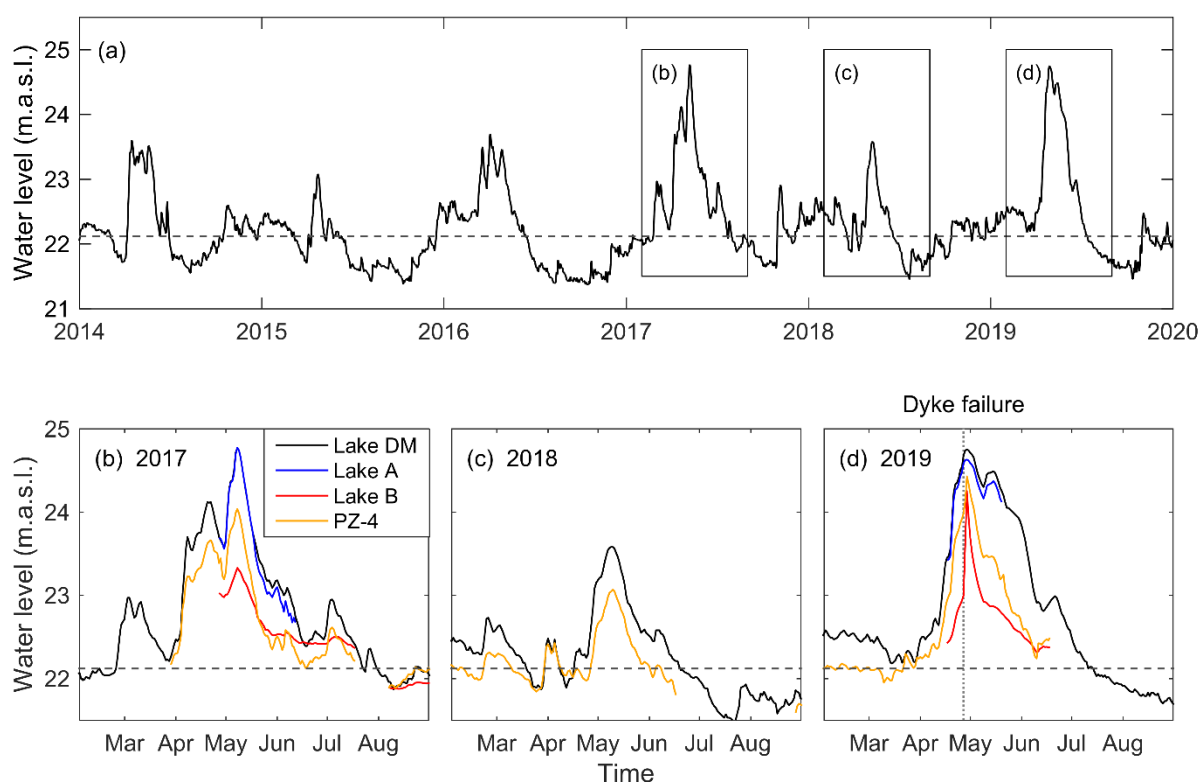 (a)
(b)
(c)
(d)
Water level (m.a.s.l.)
25
24
23
22
21
2014
2015
2016
2017
2018
2019
2020
Dyke failure
(b) 2017
Lake DM
Lake A
Lake B
PZ-4
(c) 2018
(d) 2019
Water level (m.a.s.l.)
25
24
23
22
Mar Apr May Jun Jul Aug
Mar Apr May Jun Jul Aug
Mar Apr May Jun Jul Aug
Time